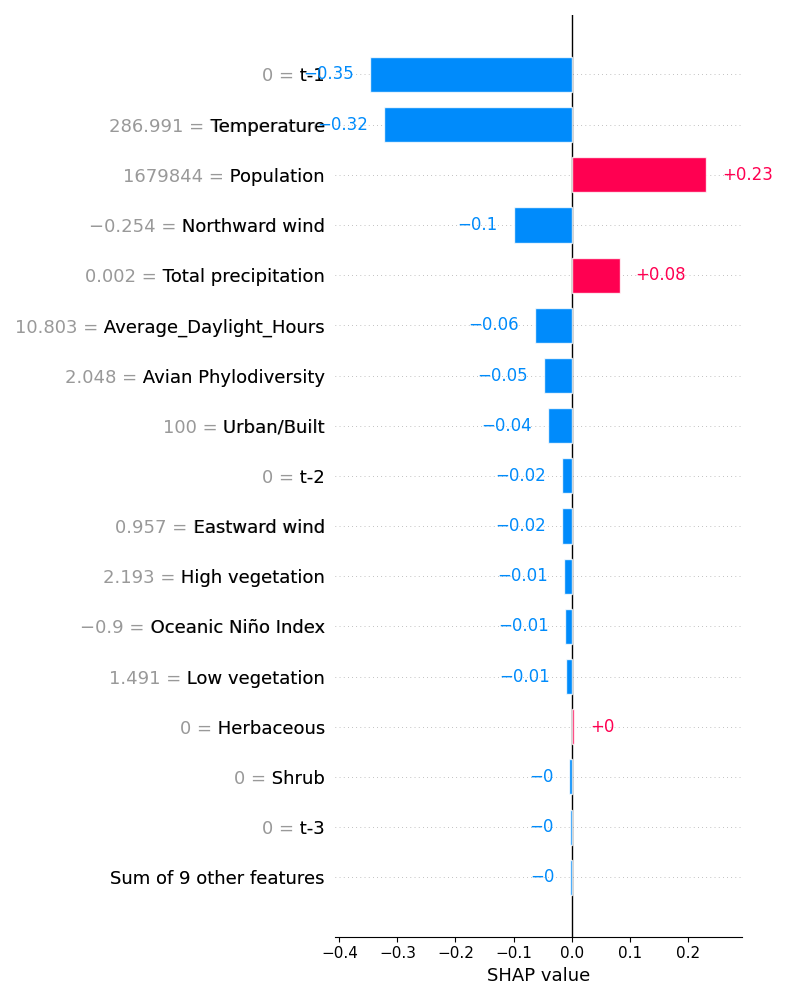 0 = t-1 −0.35
286.991 = Temperature −0.32
1679844 = Population +0.23
−0.254 = Northward wind −0.1
0.002 = Total precipitation +0.08
10.803 = Average_Daylight_Hours −0.06
2.048 = Avian Phylodiversity −0.05
100 = Urban/Built −0.04
0 = t-2 −0.02
0.957 = Eastward wind −0.02
2.193 = High vegetation −0.01
−0.9 = Oceanic Niño Index −0.01
1.491 = Low vegetation −0.01
0 = Herbaceous +0
0 = Shrub −0
0 = t-3 −0
Sum of 9 other features −0
−0.4 −0.3 −0.2 −0.1 0.0 0.1 0.2
SHAP value